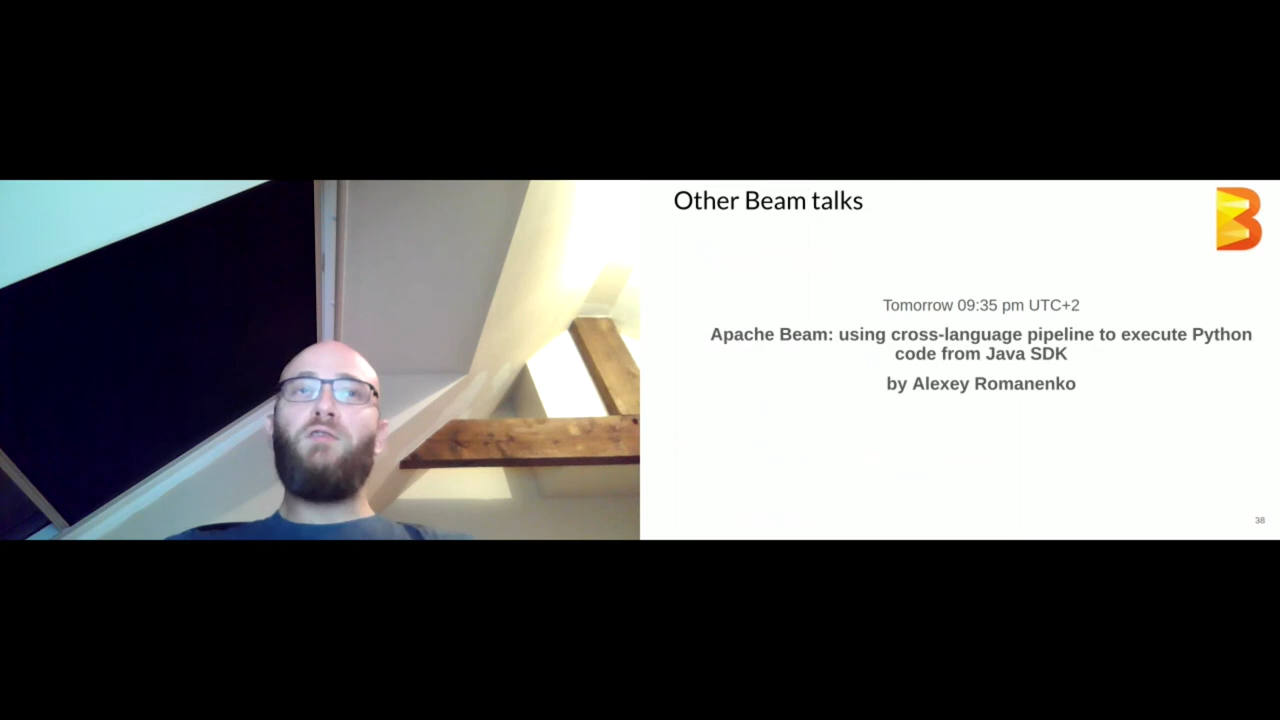 Other Beam talks
Tomorrow 09:35 pm UTC+2
Apache Beam: using cross-language pipeline to execute Python
code from Java SDK
by Alexey Romanenko
38